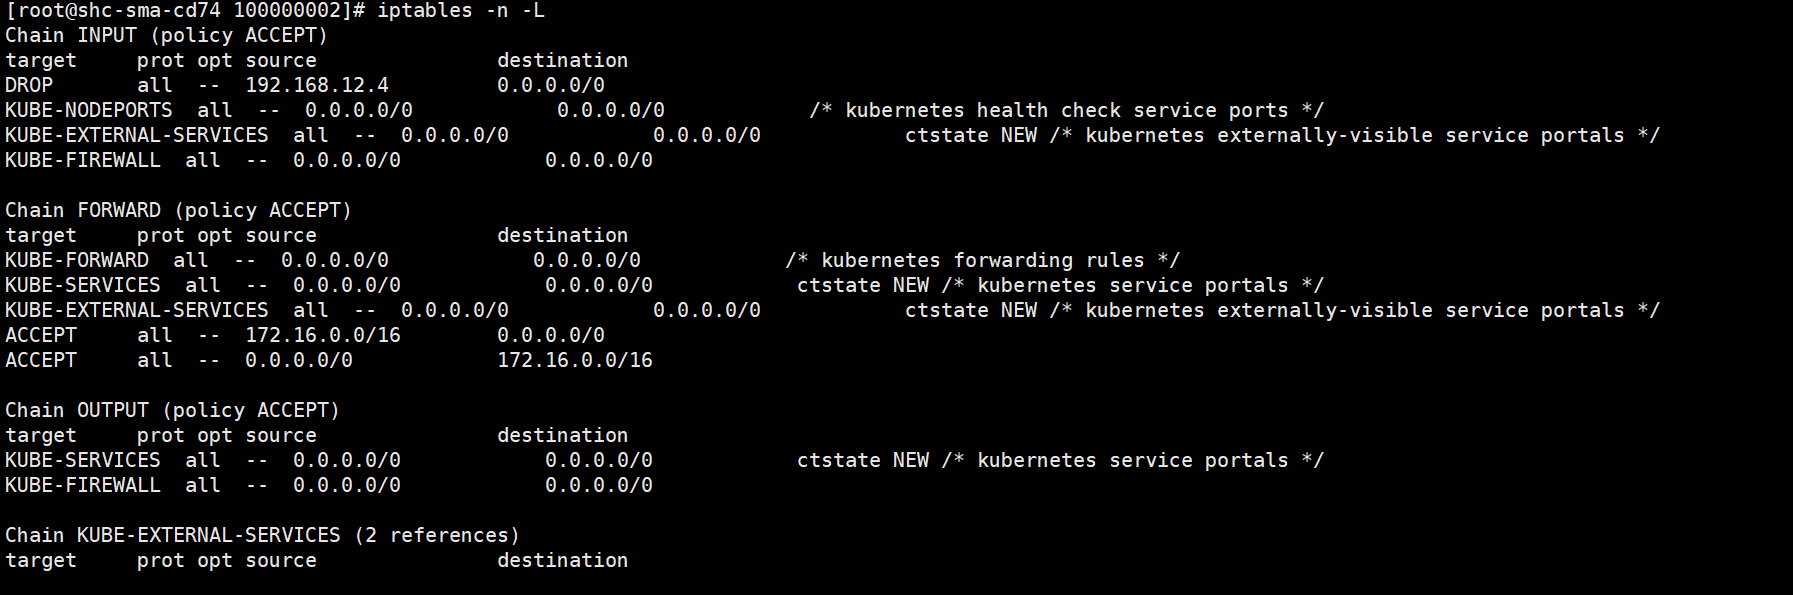 [root@shc-sma-cd74 100000002]# iptables -n -L
Chain INPUT (policy ACCEPT)
target     prot opt source               destination
DROP       all  --  192.168.12.4         0.0.0.0/0
KUBE-NODEPORTS  all  --  0.0.0.0/0            0.0.0.0/0            /* kubernetes health check service ports */
KUBE-EXTERNAL-SERVICES  all  --  0.0.0.0/0            0.0.0.0/0            ctstate NEW /* kubernetes externally-visible service portals */
KUBE-FIREWALL  all  --  0.0.0.0/0            0.0.0.0/0

Chain FORWARD (policy ACCEPT)
target     prot opt source               destination
KUBE-FORWARD  all  --  0.0.0.0/0            0.0.0.0/0            /* kubernetes forwarding rules */
KUBE-SERVICES  all  --  0.0.0.0/0            0.0.0.0/0            ctstate NEW /* kubernetes service portals */
KUBE-EXTERNAL-SERVICES  all  --  0.0.0.0/0            0.0.0.0/0            ctstate NEW /* kubernetes externally-visible service portals */
ACCEPT     all  --  172.16.0.0/16        0.0.0.0/0
ACCEPT     all  --  0.0.0.0/0            172.16.0.0/16

Chain OUTPUT (policy ACCEPT)
target     prot opt source               destination
KUBE-SERVICES  all  --  0.0.0.0/0            0.0.0.0/0            ctstate NEW /* kubernetes service portals */
KUBE-FIREWALL  all  --  0.0.0.0/0            0.0.0.0/0

Chain KUBE-EXTERNAL-SERVICES (2 references)
target     prot opt source               destination